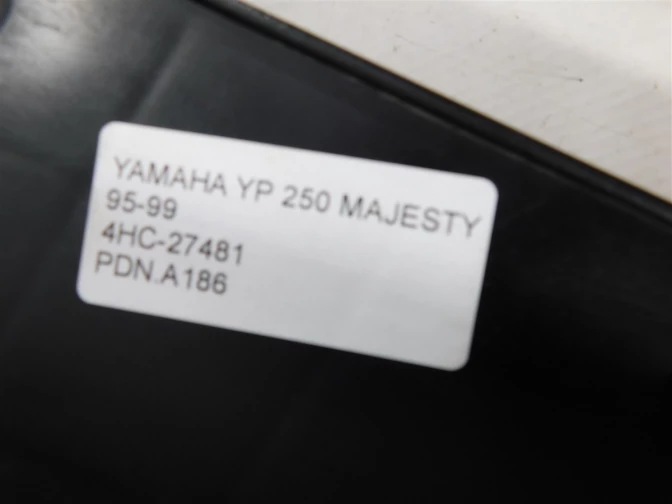 YAMAHA YP 250 MAJESTY
95-99
4HC-27481
PDN.A186